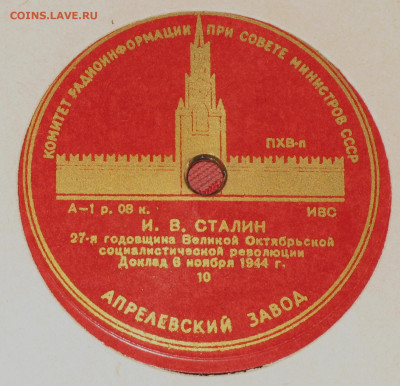 COINS.LAVE.RU
КОМИТЕТ РАДИОИНФОРМАЦИИ ПРИ СОВЕТЕ МИНИСТРОВ СССР
ПХВ-п
А-1 р. 08 к.
ИВС
И. В. СТАЛИН
27-я годовщина Великой Октябрьской
социалистической революции
Доклад 6 ноября 1944 г.
10
АПРЕЛЕВСКИЙ ЗАВОД